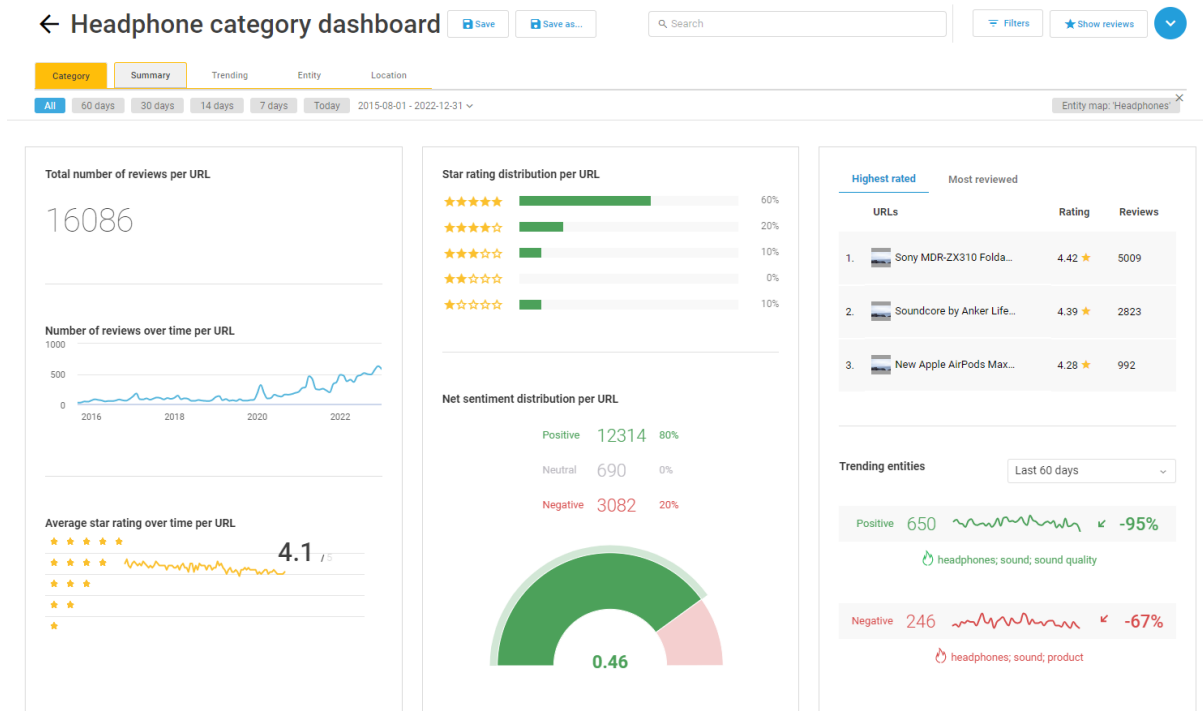 Headphone category dashboard
Save
Save as...
Search
Filters
Show reviews
Category
Summary
Trending
Entity
Location
All
60 days
30 days
14 days
7 days
Today
2015-08-01 - 2022-12-31
Entity map: 'Headphones'
Total number of reviews per URL
16086
Number of reviews over time per URL
1000
500
0
2016 2018 2020 2022
Average star rating over time per URL
4.1 / 5
Star rating distribution per URL
60%
20%
10%
0%
10%
Net sentiment distribution per URL
Positive 12314 80%
Neutral 690 0%
Negative 3082 20%
0.46
Highest rated
Most reviewed
URLs Rating Reviews
1. Sony MDR-ZX310 Folda... 4.42 5009
2. Soundcore by Anker Life... 4.39 2823
3. New Apple AirPods Max... 4.28 992
Trending entities
Last 60 days
Positive 650 -95%
headphones; sound; sound quality
Negative 246 -67%
headphones; sound; product